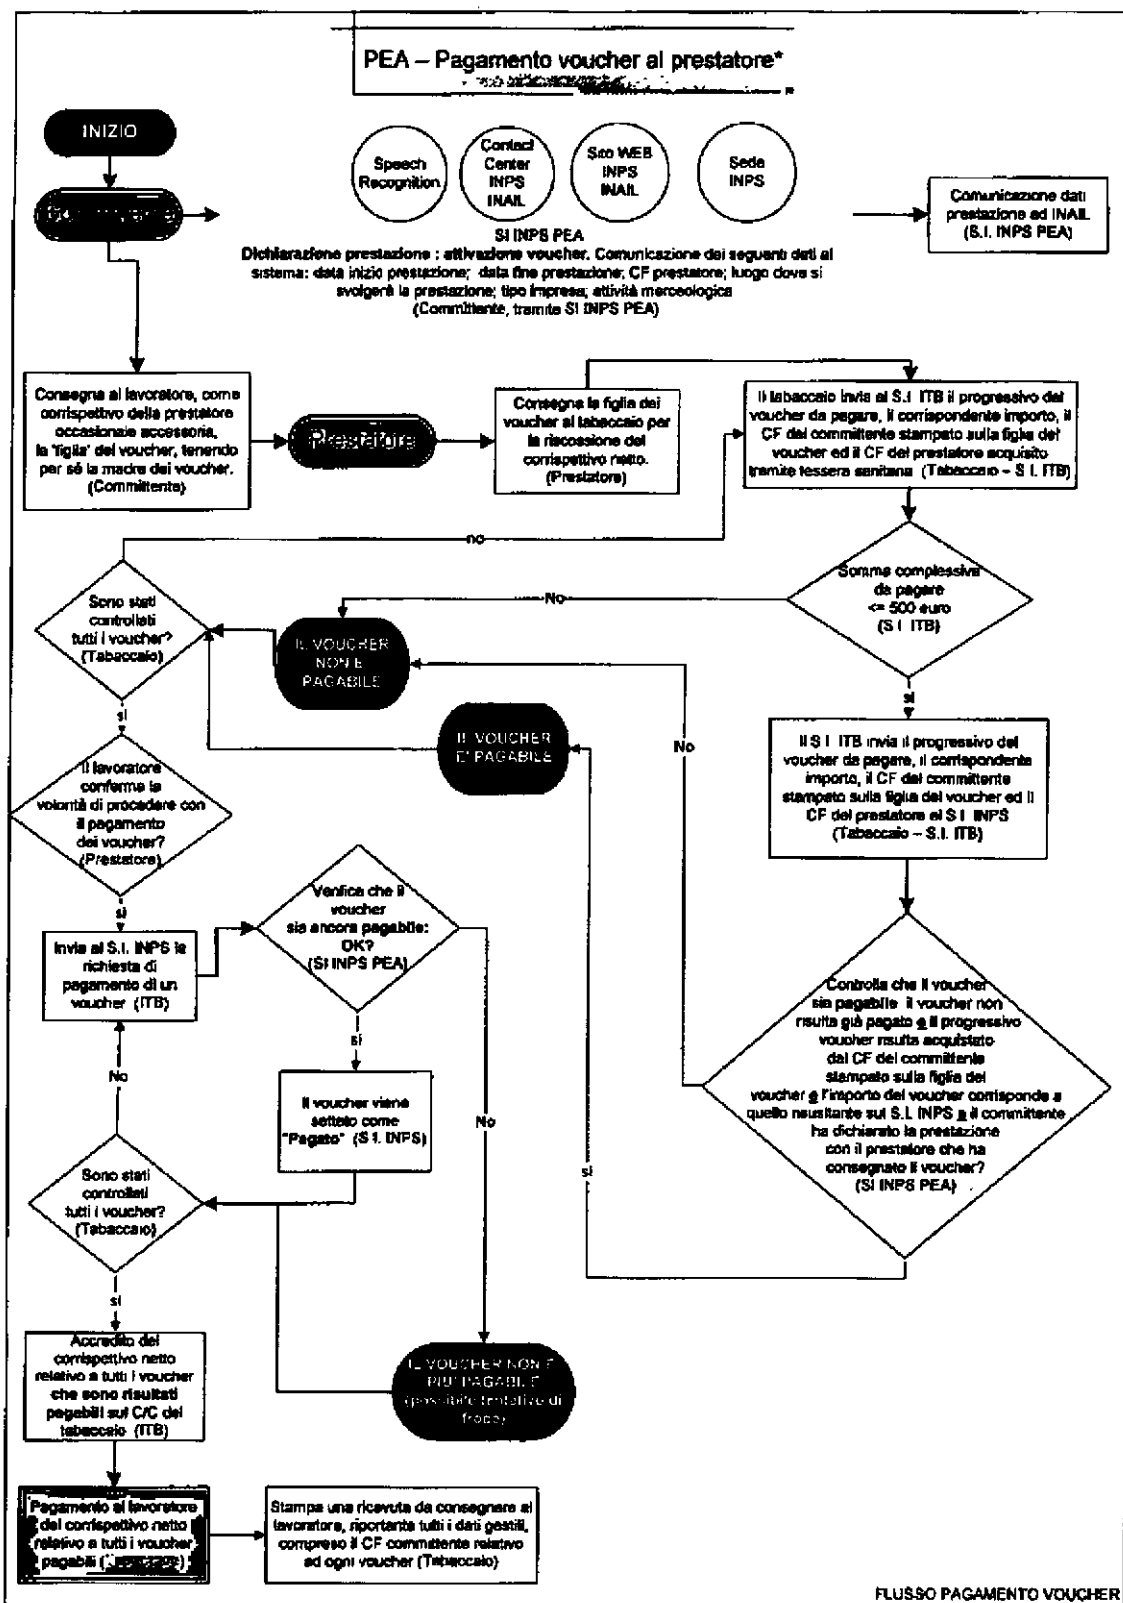 PEA – Pagamento voucher al prestatore*
INIZIO
Speech
Recognition
Contact
Center
INPS
INAIL
Sito WEB
INPS
INAIL
Sede
INPS
Comunicazione dati
prestazione ad INAIL
(S.I. INPS PEA)
SI INPS PEA
Dichiarazione prestazione : attivazione voucher. Comunicazione dei seguenti dati al
sistema: data inizio prestazione; data fine prestazione; CF prestatore; luogo dove si
svolgerà la prestazione; tipo impresa; attività merceologica
(Committente, tramite SI INPS PEA)
Consegna al lavoratore, come
corrispettivo della prestatore
occasionale accessoria,
la 'figlia' del voucher, tenendo
per sé la madre dei voucher.
(Committente)
Prestatore
Consegna la figlia dei
voucher al tabaccaio per
la riscossione del
corrispettivo netto.
(Prestatore)
Il tabaccaio invia al S.I. ITB il progressivo del
voucher da pagare, il corrispondente importo, il
CF del committente stampato sulla figlia del
voucher ed il CF del prestatore acquisito
tramite tessera sanitaria (Tabaccaio – S.I. ITB)
no
Sono stati
controllati
tutti i voucher?
(Tabaccaio)
No
Somma complessiva
da pagare
<= 500 euro
(S.I. ITB)
IL VOUCHER
NON E'
PAGABILE
si
si
IL VOUCHER
E' PAGABILE
No
Il S.I. ITB invia il progressivo del
voucher da pagare, il corrispondente
importo, il CF del committente
stampato sulla figlia del voucher ed il
CF del prestatore al S.I. INPS
(Tabaccaio – S.I. ITB)
Il lavoratore
conferma la
volontà di procedere con
il pagamento
dei voucher?
(Prestatore)
si
Verifica che il
voucher
sia ancora pagabile:
OK?
(SI INPS PEA)
Invia al S.I. INPS la
richiesta di
pagamento di un
voucher (ITB)
Controlla che il voucher
sia pagabile il voucher non
risulta già pagato e il progressivo
voucher risulta acquistato
dal CF del committente
stampato sulla figlia del
voucher e l'importo del voucher corrisponde a
quello risultante sul S.I. INPS e il committente
ha dichiarato la prestazione
con il prestatore che ha
consegnato il voucher?
(SI INPS PEA)
si
No
Il voucher viene
settato come
"Pagato" (S.I. INPS)
No
si
Sono stati
controllati
tutti i voucher?
(Tabaccaio)
si
Accredito del
corrispettivo netto
relativo a tutti i voucher
che sono risultati
pagabili sul C/C del
tabaccaio (ITB)
IL VOUCHER NON E'
PIU' PAGABILE
(possibile tentativo di
frode)
Pagamento al lavoratore
del corrispettivo netto
relativo a tutti i voucher
pagabili
Stampa una ricevuta da consegnare al
lavoratore, riportante tutti i dati gestiti,
compreso il CF committente relativo
ad ogni voucher (Tabaccaio)
FLUSSO PAGAMENTO VOUCHER